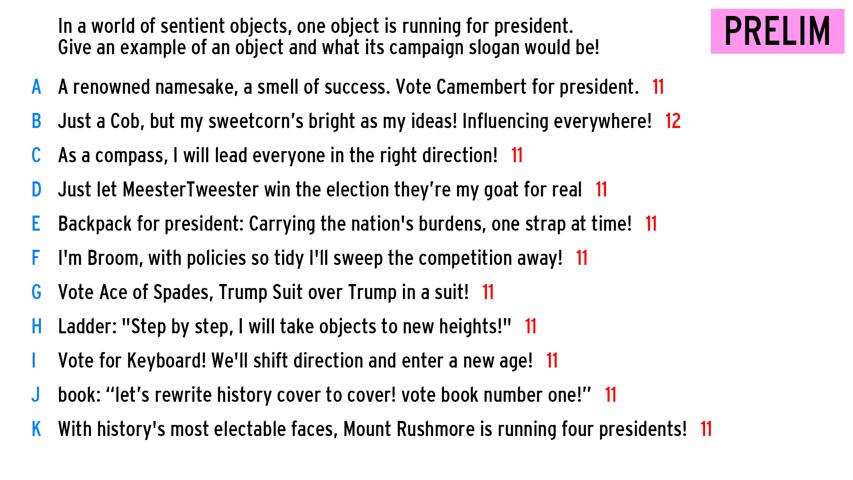 In a world of sentient objects, one object is running for president.
Give an example of an object and what its campaign slogan would be!
PRELIM
A A renowned namesake, a smell of success. Vote Camembert for president. 11
B Just a Cob, but my sweetcorn’s bright as my ideas! Influencing everywhere! 12
C As a compass, I will lead everyone in the right direction! 11
D Just let MeesterTweester win the election they’re my goat for real 11
E Backpack for president: Carrying the nation's burdens, one strap at time! 11
F I'm Broom, with policies so tidy I'll sweep the competition away! 11
G Vote Ace of Spades, Trump Suit over Trump in a suit! 11
H Ladder: "Step by step, I will take objects to new heights!" 11
I Vote for Keyboard! We'll shift direction and enter a new age! 11
J book: “let’s rewrite history cover to cover! vote book number one!” 11
K With history's most electable faces, Mount Rushmore is running four presidents! 11